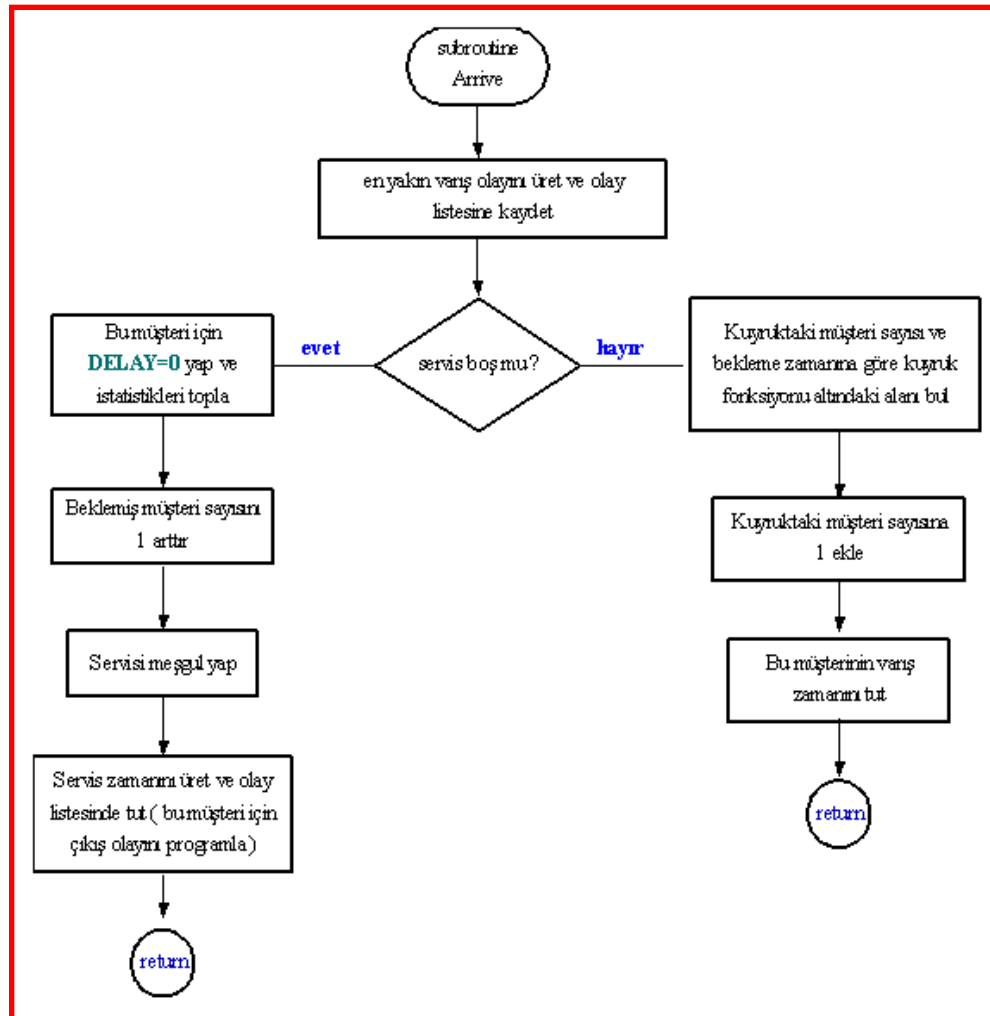 subroutine
Arrive
en yakın varış olayını üret ve olay
listesine kaydet
servis boş mu?
evet
hayır
Bu müşteri için
DELAY=0 yap ve
istatistikleri topla
Beklemiş müşteri sayısını
1 arttır
Servisi meşgul yap
Servis zamanını üret ve olay
listesinde tut ( bu müşteri için
çıkış olayını programla )
return
Kuyruktaki müşteri sayısı ve
bekleme zamanına göre kuyruk
fonksiyonu altındaki alanı bul
Kuyruktaki müşteri sayısına
1 ekle
Bu müşterinin varış
zamanını tut
return